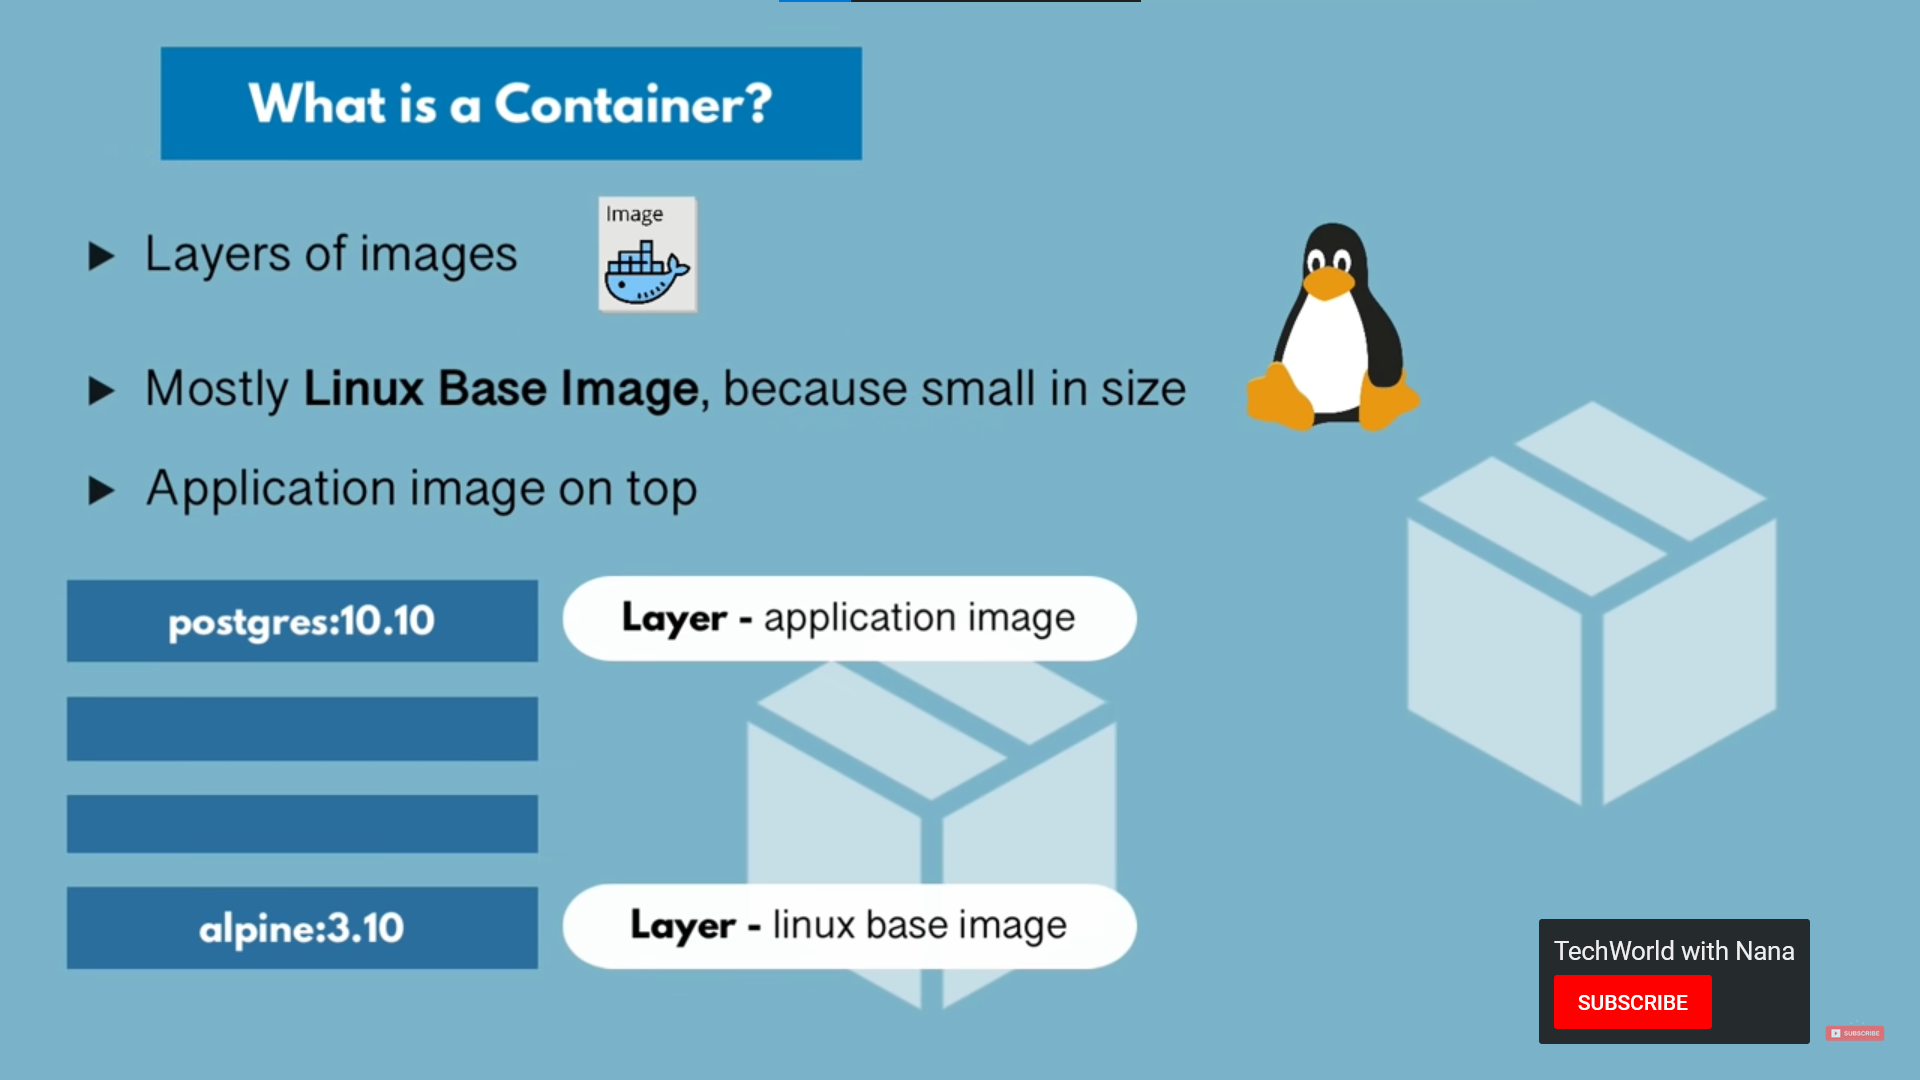 What is a Container?
Image
► Layers of images
► Mostly Linux Base Image, because small in size
► Application image on top
postgres:10.10
Layer - application image
alpine:3.10
Layer - linux base image
TechWorld with Nana
SUBSCRIBE
SUBSCRIBE